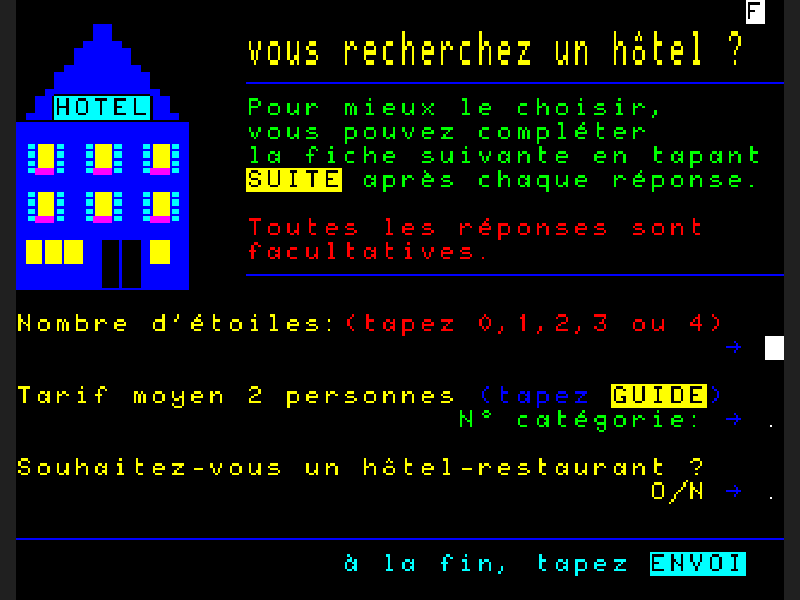 F
vous recherchez un hôtel ?
HOTEL
Pour mieux le choisir,
vous pouvez compléter
la fiche suivante en tapant
SUITE après chaque réponse.
Toutes les réponses sont
facultatives.
Nombre d'étoiles:(tapez 0,1,2,3 ou 4)
→
Tarif moyen 2 personnes (tapez GUIDE)
N° catégorie: → .
Souhaitez-vous un hôtel-restaurant ?
O/N → .
à la fin, tapez ENVOI